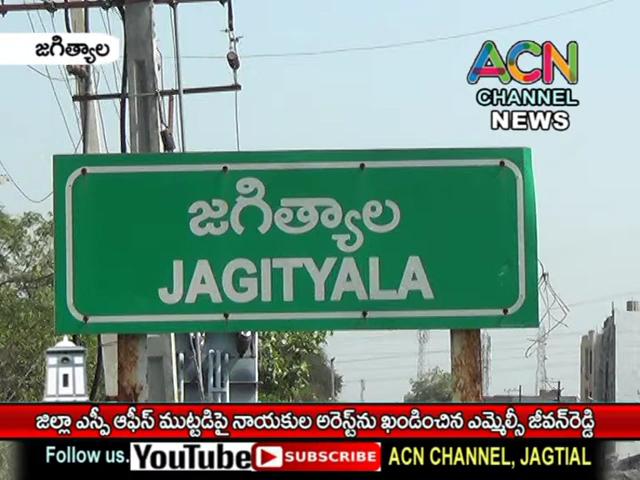 జగిత్యాల
ACN
CHANNEL
NEWS
జగిత్యాల
JAGITYALA
జిల్లా ఎస్పీ ఆఫీస్ ముట్టడిపై నాయకుల అరెస్ట్‌ను ఖండించిన ఎమ్మెల్సీ జీవన్‌రెడ్డి
Follow us. YouTube SUBSCRIBE ACN CHANNEL, JAGTIAL